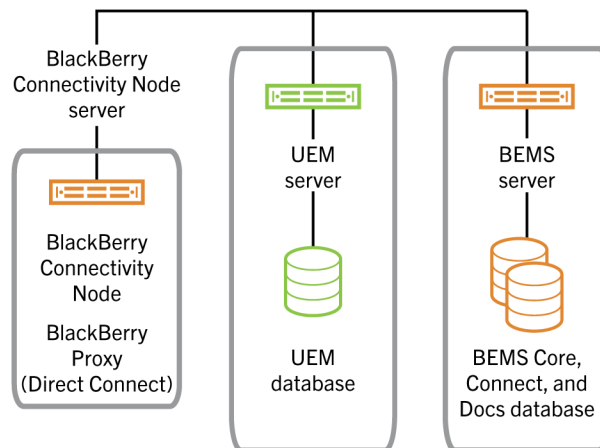 BlackBerry
Connectivity Node
server
BlackBerry
Connectivity
Node
BlackBerry
Proxy
(Direct Connect)
UEM
server
UEM
database
BEMS
server
BEMS Core,
Connect, and
Docs database